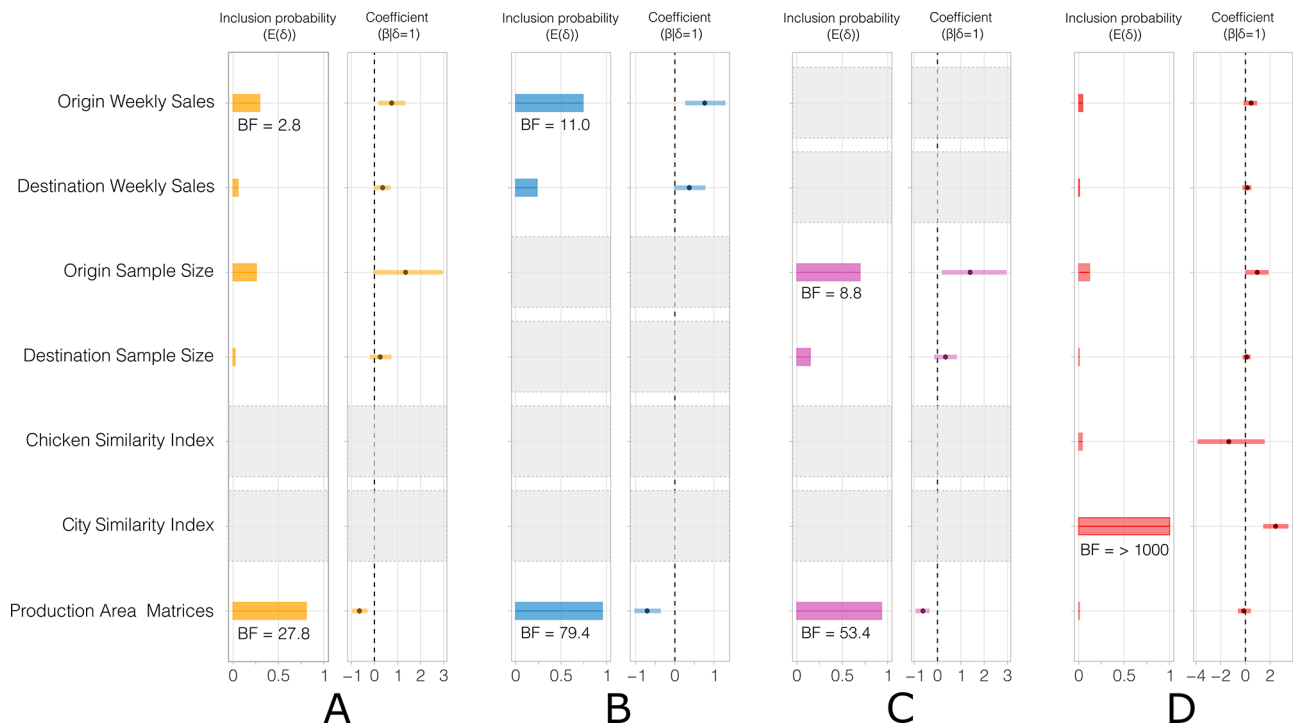 Inclusion probability Coefficient Inclusion probability Coefficient Inclusion probability Coefficient Inclusion probability Coefficient
(E(δ)) (β|δ=1) (E(δ)) (β|δ=1) (E(δ)) (β|δ=1) (E(δ)) (β|δ=1)
Origin Weekly Sales
BF = 2.8 BF = 11.0
Destination Weekly Sales
Origin Sample Size
BF = 8.8
Destination Sample Size
Chicken Similarity Index
City Similarity Index
BF = > 1000
Production Area Matrices
BF = 27.8 BF = 79.4 BF = 53.4
0 0.5 1 −1 0 1 2 3 0 0.5 1 −1 0 1 0 0.5 1 −1 0 1 2 3 0 0.5 1 −4 −2 0 2
A B C D